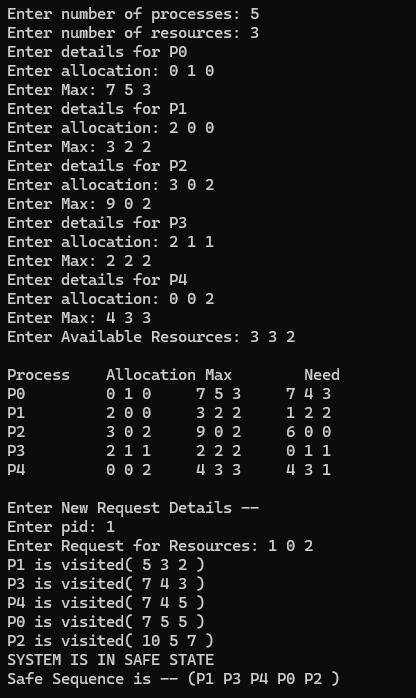 Enter number of processes: 5
Enter number of resources: 3
Enter details for P0
Enter allocation: 0 1 0
Enter Max: 7 5 3
Enter details for P1
Enter allocation: 2 0 0
Enter Max: 3 2 2
Enter details for P2
Enter allocation: 3 0 2
Enter Max: 9 0 2
Enter details for P3
Enter allocation: 2 1 1
Enter Max: 2 2 2
Enter details for P4
Enter allocation: 0 0 2
Enter Max: 4 3 3
Enter Available Resources: 3 3 2
Process    Allocation Max        Need
P0         0 1 0     7 5 3     7 4 3
P1         2 0 0     3 2 2     1 2 2
P2         3 0 2     9 0 2     6 0 0
P3         2 1 1     2 2 2     0 1 1
P4         0 0 2     4 3 3     4 3 1
Enter New Request Details --
Enter pid: 1
Enter Request for Resources: 1 0 2
P1 is visited( 5 3 2 )
P3 is visited( 7 4 3 )
P4 is visited( 7 4 5 )
P0 is visited( 7 5 5 )
P2 is visited( 10 5 7 )
SYSTEM IS IN SAFE STATE
Safe Sequence is -- (P1 P3 P4 P0 P2 )